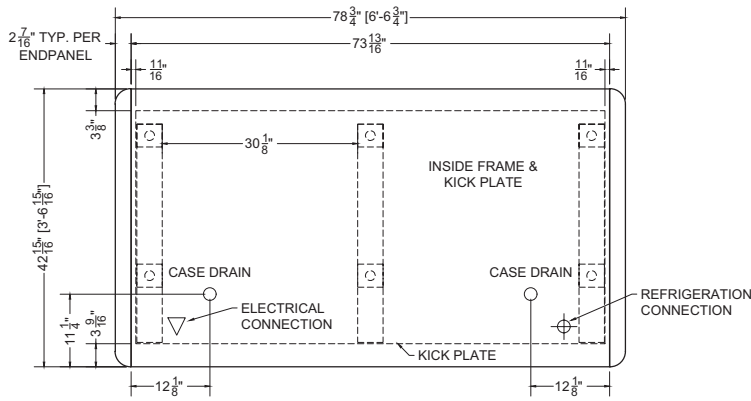 78 3/4" [6'-6 3/4"]
2 7/16" TYP. PER
ENDPANEL
73 13/16"
11/16"
11/16"
3 3/8"
30 1/8"
INSIDE FRAME &
KICK PLATE
42 15/16" [3'-6 15/16"]
CASE DRAIN
CASE DRAIN
ELECTRICAL
CONNECTION
REFRIGERATION
CONNECTION
11 1/4"
3 9/16"
KICK PLATE
12 1/8"
12 1/8"